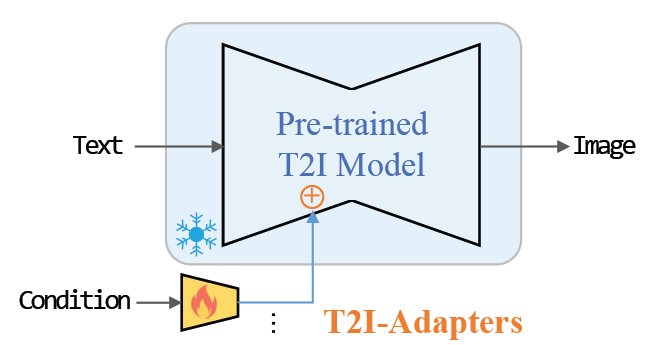 Pre-trained
T2I Model
Text
Image
Condition
T2I-Adapters